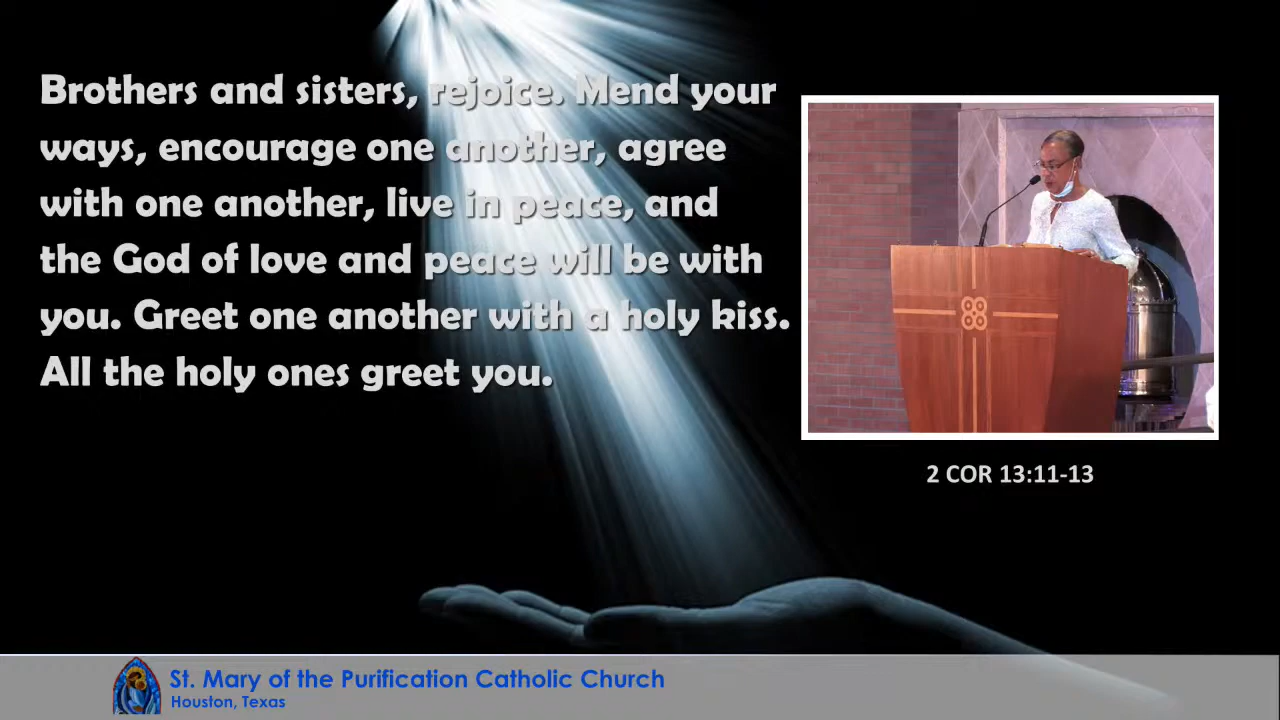 Brothers and sisters, rejoice. Mend your
ways, encourage one another, agree
with one another, live in peace, and
the God of love and peace will be with
you. Greet one another with a holy kiss.
All the holy ones greet you.
2 COR 13:11-13
St. Mary of the Purification Catholic Church
Houston, Texas